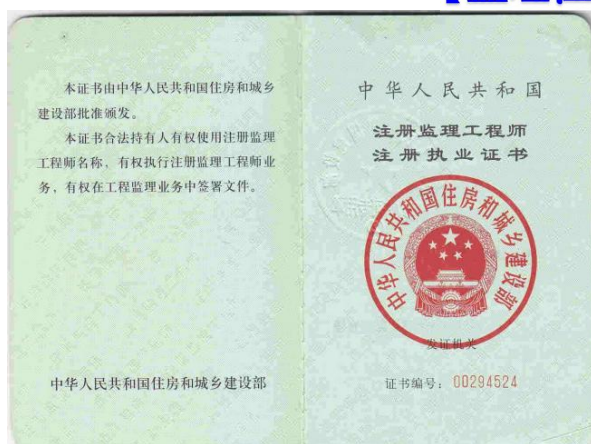 本证书由中华人民共和国住房和城乡
建设部批准颁发。
本证书合法持有人有权使用注册监理
工程师名称，有权执行注册监理工程师业
务，有权在工程监理业务中签署文件。
中华人民共和国住房和城乡建设部
中华人民共和国
注册监理工程师
注册执业证书
中华人民共和国住房和城乡建设部
发证机关
证书编号：00294524